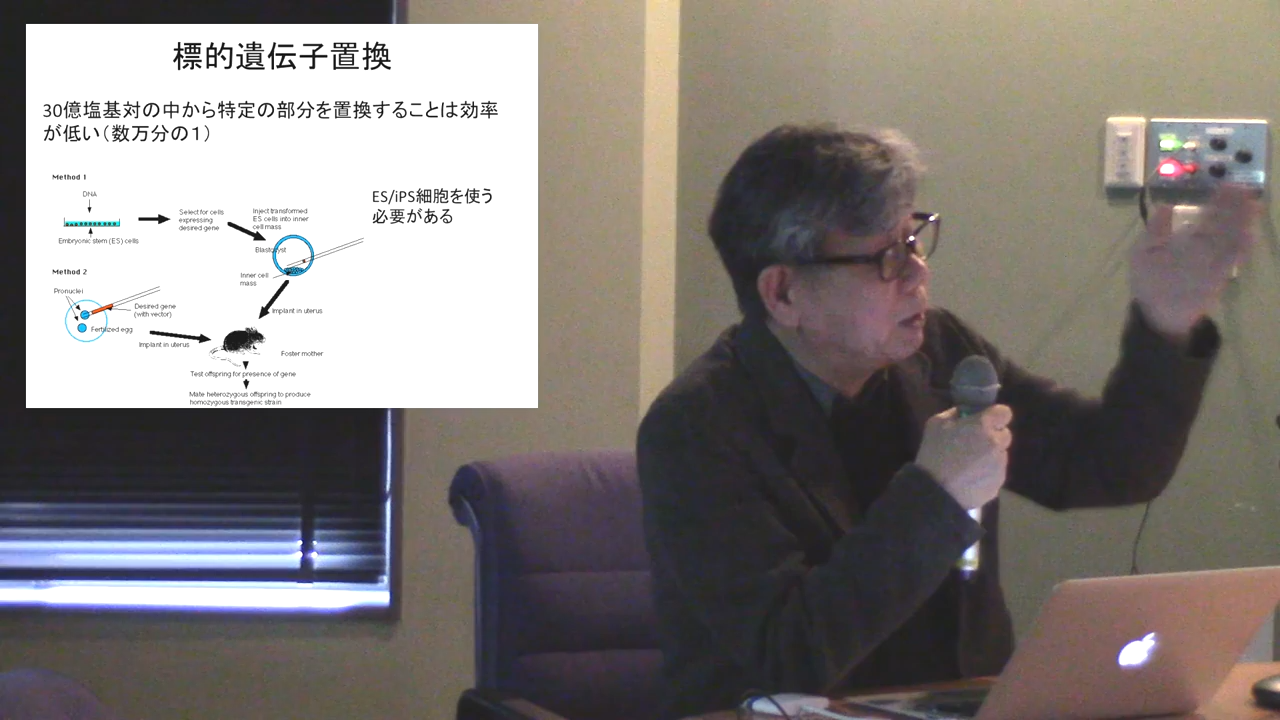 標的遺伝子置換
30億塩基対の中から特定の部分を置換することは効率
が低い（数万分の１）
Method 1
DNA
Embryonic stem (ES) cells
Select for cells
expressing
desired gene
Inject transformed
ES cells into inner
cell mass
ES/iPS細胞を使う
必要がある
Blastocyst
Inner cell
mass
Method 2
Pronuclei
Desired gene
(with vector)
Fertilized egg
Implant in uterus
Implant in uterus
Foster mother
Test offspring for presence of gene
Mate heterozygous offspring to produce
homozygous transgenic strain